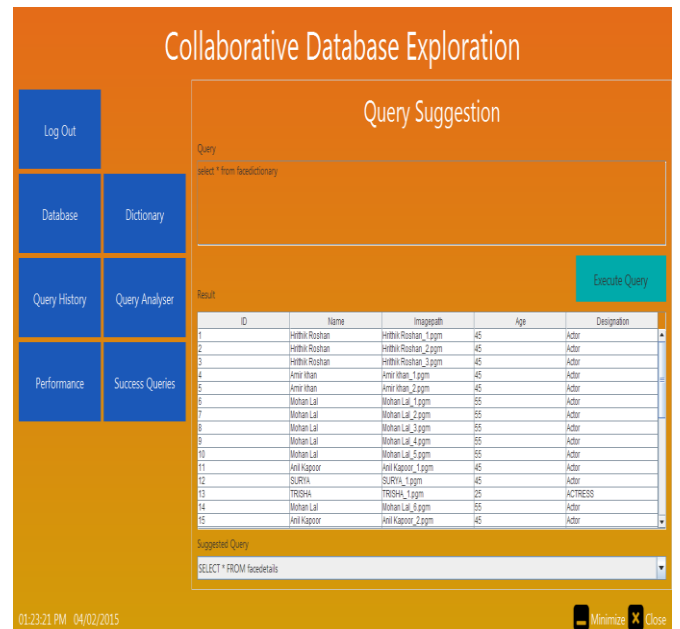 Collaborative Database Exploration
Log Out
Database
Dictionary
Query History
Query Analyser
Performance
Success Queries
Query Suggestion
Query
select * from facedictionary
Execute Query
Result
ID Name Imagepath Age Designation
1 Hrithik Roshan Hrithik Roshan_1.pgm 45 Actor
2 Hrithik Roshan Hrithik Roshan_2.pgm 45 Actor
3 Hrithik Roshan Hrithik Roshan_3.pgm 45 Actor
4 Amir khan Amir khan_1.pgm 45 Actor
5 Amir khan Amir khan_2.pgm 45 Actor
6 Mohan Lal Mohan Lal_1.pgm 55 Actor
7 Mohan Lal Mohan Lal_2.pgm 55 Actor
8 Mohan Lal Mohan Lal_3.pgm 55 Actor
9 Mohan Lal Mohan Lal_4.pgm 55 Actor
10 Mohan Lal Mohan Lal_5.pgm 55 Actor
11 Anil Kapoor Anil Kapoor_1.pgm 45 Actor
12 SURYA SURYA_1.pgm 45 Actor
13 TRISHA TRISHA_1.pgm 25 ACTRESS
14 Mohan Lal Mohan Lal_6.pgm 55 Actor
15 Anil Kapoor Anil Kapoor_2.pgm 45 Actor
Suggested Query
SELECT * FROM facedetails
01:23:21 PM 04/02/2015
Minimize X Close